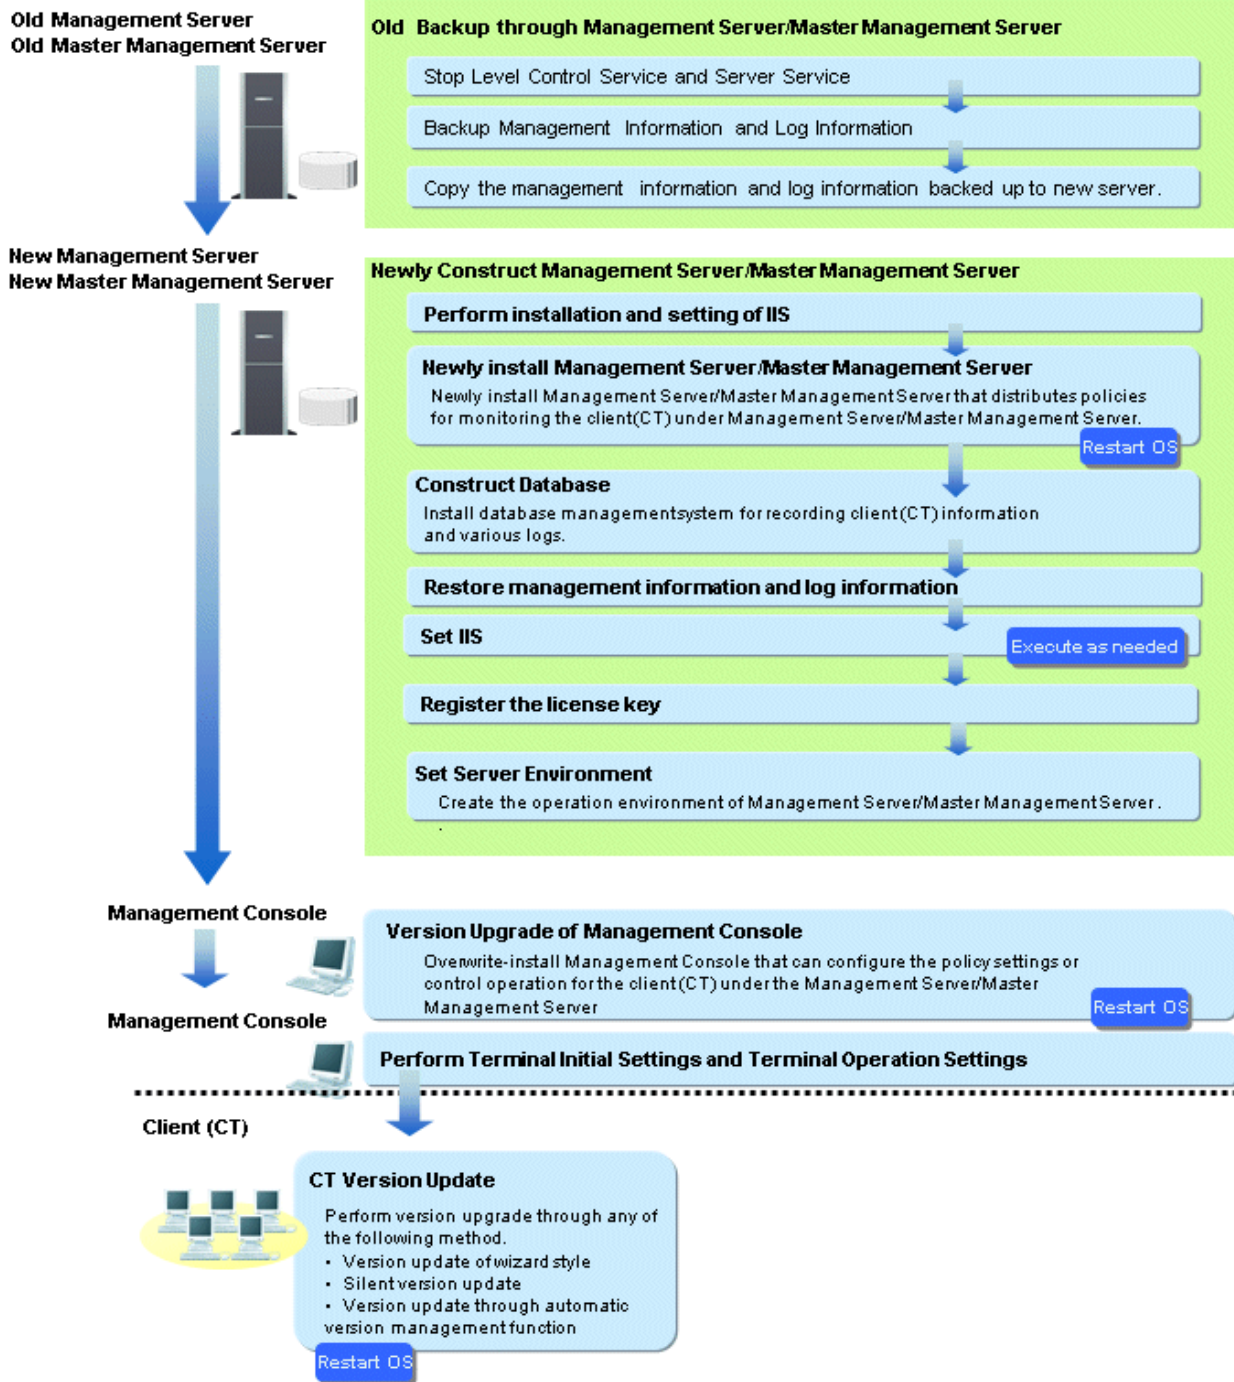 Old Management Server
Old Master Management Server
Old Backup through Management Server/Master Management Server
Stop Level Control Service and Server Service
Backup Management Information and Log Information
Copy the management information and log information backed up to new server.
New Management Server
New Master Management Server
Newly Construct Management Server/Master Management Server
Perform installation and setting of IIS
Newly install Management Server/Master Management Server
Newly install Management Server/Master Management Server that distributes policies
for monitoring the client(CT) under Management Server/Master Management Server.
Restart OS
Construct Database
Install database managementsystem for recording client(CT) information
and various logs.
Restore management information and log information
Set IIS
Execute as needed
Register the license key
Set Server Environment
Create the operation environment of Management Server/Master Management Server .
.
Management Console
Version Upgrade of Management Console
Overwrite-install Management Console that can configure the policy settings or
control operation for the client(CT) under the Management Server/Master
Management Server
Restart OS
Management Console
Perform Terminal Initial Settings and Terminal Operation Settings
Client (CT)
CT Version Update
Perform version upgrade through any of
the following method.
・ Version update of wizard style
・ Silent version update
・ Version update through automatic
version management function
Restart OS